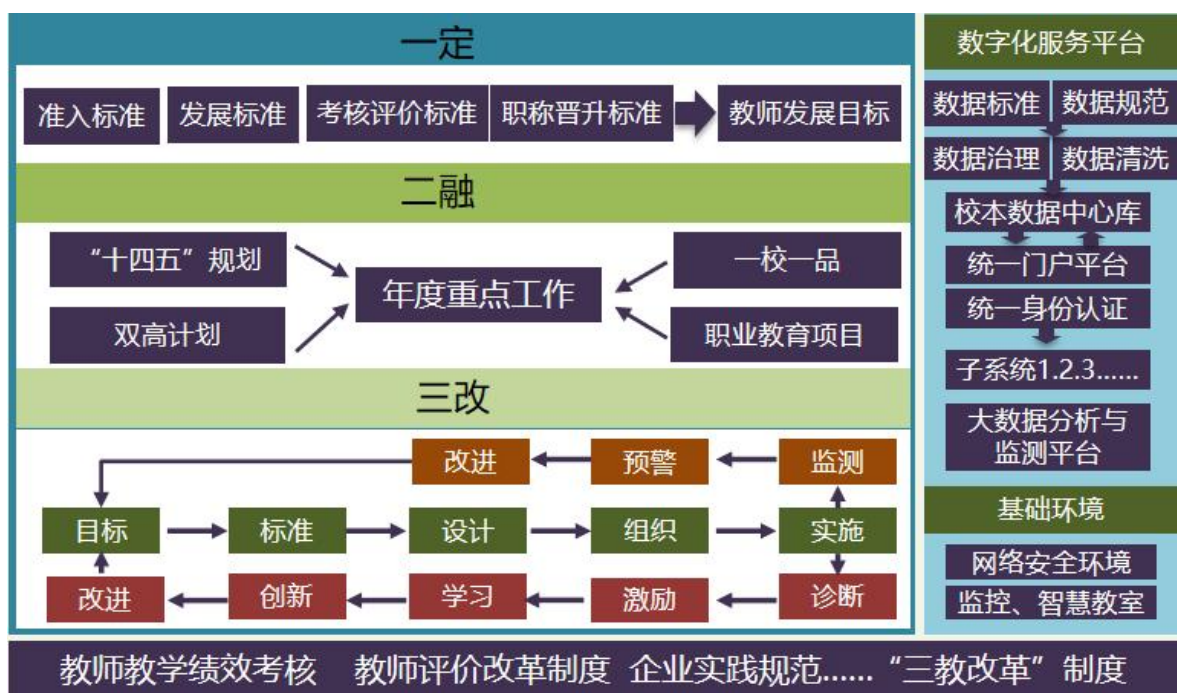 一定
准入标准 发展标准 考核评价标准 职称晋升标准 教师发展目标
二融
“十四五”规划
双高计划
年度重点工作
一校一品
职业教育项目
三改
改进 预警 监测
目标 标准 设计 组织 实施
改进 创新 学习 激励 诊断
数字化服务平台
数据标准 数据规范
数据治理 数据清洗
校本数据中心库
统一门户平台
统一身份认证
子系统1.2.3……
大数据分析与
监测平台
基础环境
网络安全环境
监控、智慧教室
教师教学绩效考核 教师评价改革制度 企业实践规范……“三教改革”制度